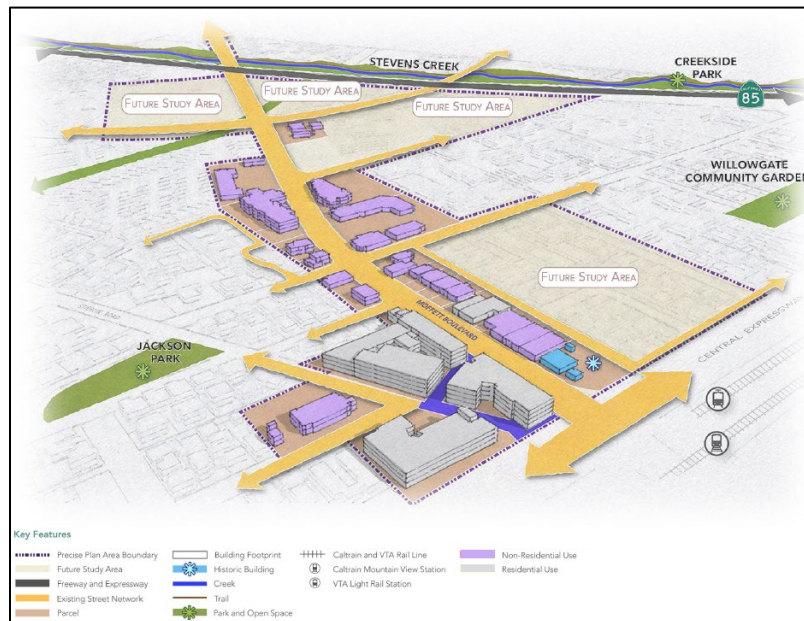 STEVENS CREEK
CREEKSIDE
PARK
85
FUTURE STUDY AREA
FUTURE STUDY AREA
FUTURE STUDY AREA
WILLOWGATE
COMMUNITY GARDEN
FUTURE STUDY AREA
MOFFETT BOULEVARD
JACKSON
PARK
Key Features
Precise Plan Area Boundary
Future Study Area
Freeway and Expressway
Existing Street Network
Parcel
Building Footprint
Historic Building
Creek
Trail
Park and Open Space
Caltrain and VTA Rail Line
Caltrain Mountain View Station
VTA Light Rail Station
Non-Residential Use
Residential Use